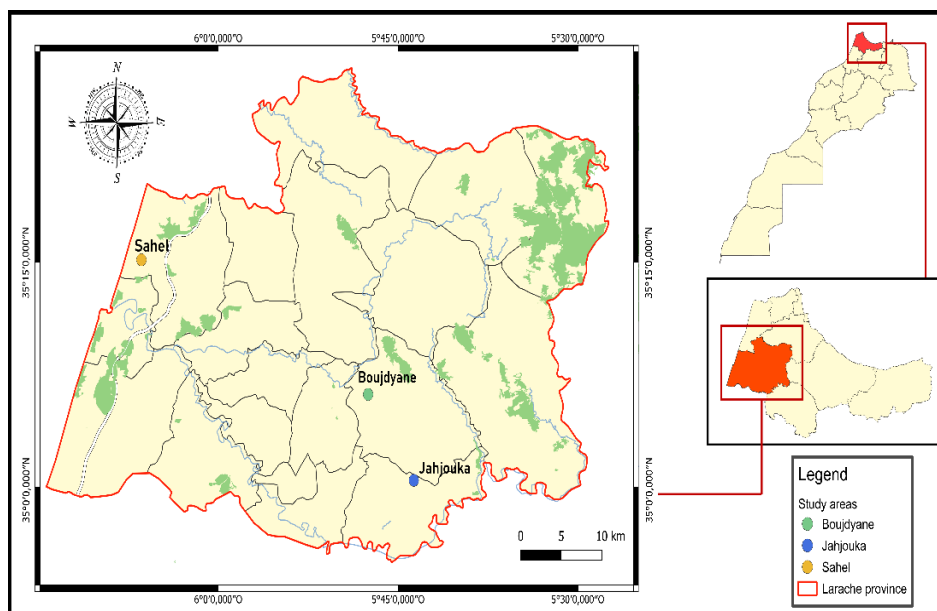 6°0′0,000″W
5°45′0,000″W
5°30′0,000″W
N
W
E
S
35°15′0,000″N
35°15′0,000″N
Sahel
Boujdyane
Jahjouka
35°0′0,000″N
35°0′0,000″N
0 5 10 km
6°0′0,000″W
5°45′0,000″W
5°30′0,000″W
Legend
Study areas
Boujdyane
Jahjouka
Sahel
Larache province